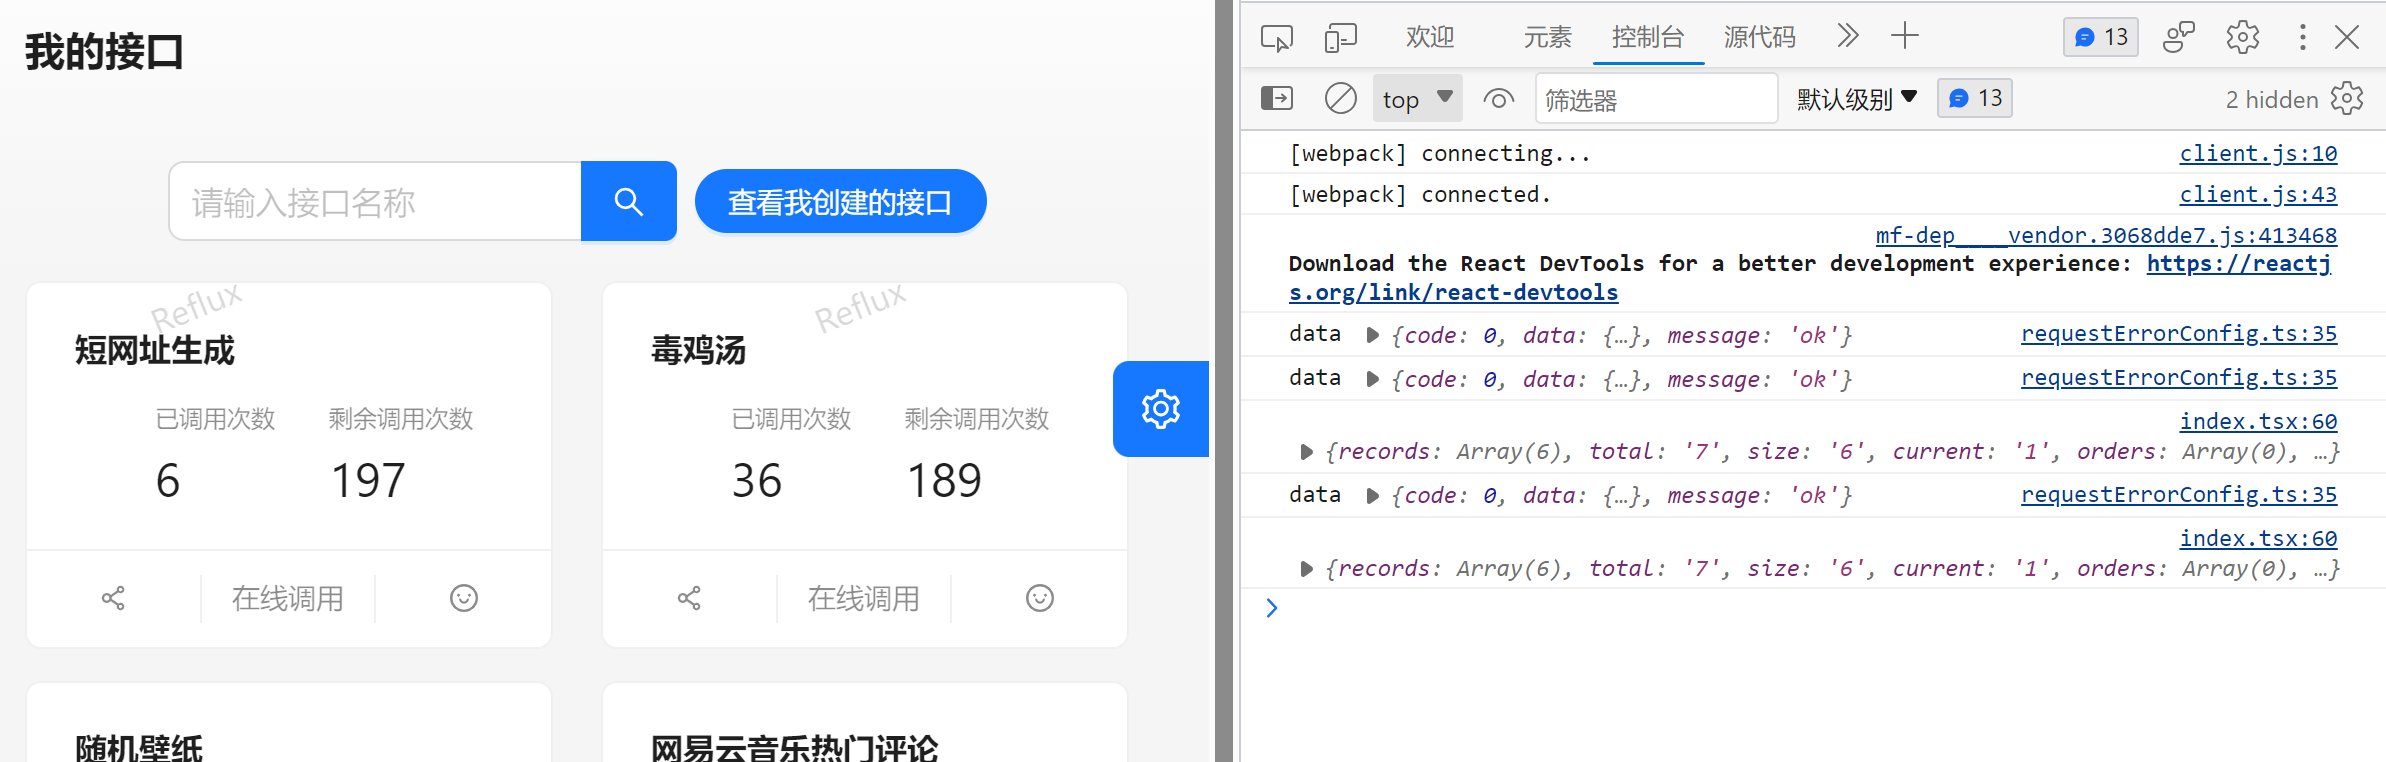 我的接口
请输入接口名称
查看我创建的接口
Reflux
短网址生成
已调用次数 剩余调用次数
6 197
在线调用
Reflux
毒鸡汤
已调用次数 剩余调用次数
36 189
在线调用
随机壁纸
网易云音乐热门评论
欢迎 元素 控制台 源代码 13
top 筛选器 默认级别 13 2 hidden
[webpack] connecting... client.js:10
[webpack] connected. client.js:43
mf-dep____vendor.3068dde7.js:413468
Download the React DevTools for a better development experience: https://reactj
s.org/link/react-devtools
data {code: 0, data: {…}, message: 'ok'} requestErrorConfig.ts:35
data {code: 0, data: {…}, message: 'ok'} requestErrorConfig.ts:35
index.tsx:60
{records: Array(6), total: '7', size: '6', current: '1', orders: Array(0), …}
data {code: 0, data: {…}, message: 'ok'} requestErrorConfig.ts:35
index.tsx:60
{records: Array(6), total: '7', size: '6', current: '1', orders: Array(0), …}